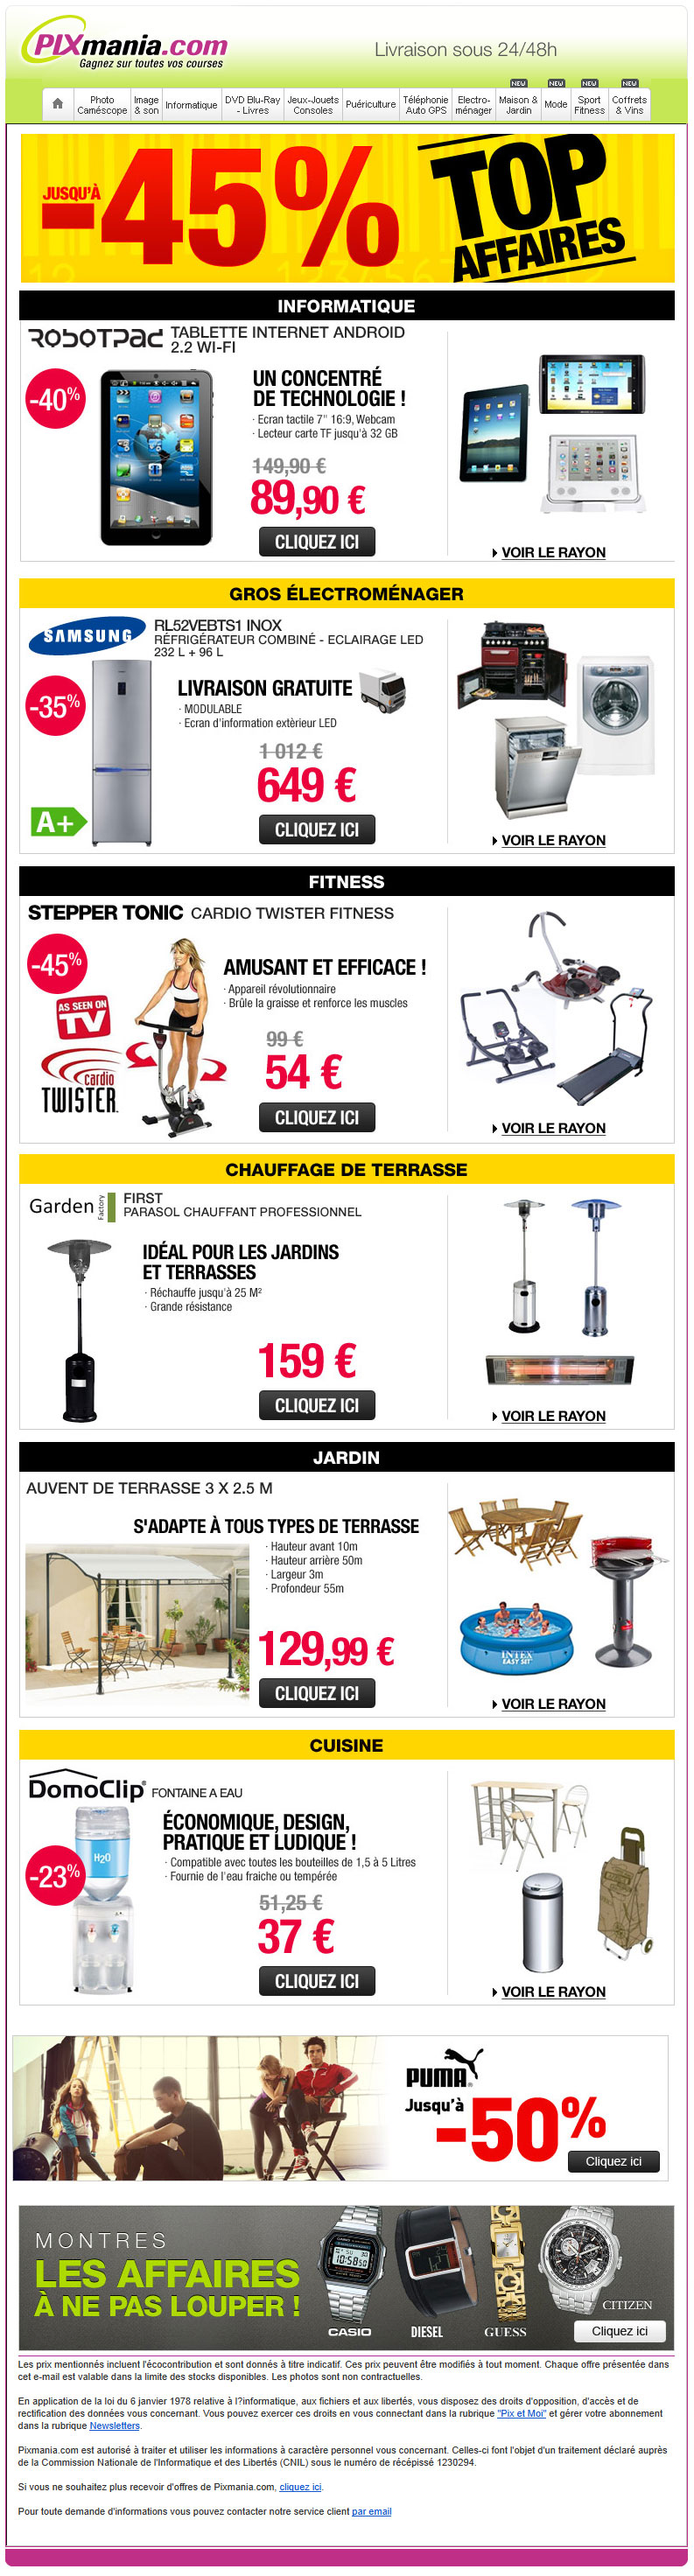 PIXmania.com
Gagnez sur toutes vos courses
Livraison sous 24/48h
NEW NEW NEW NEW
Photo Caméscope
Image & son
Informatique
DVD Blu-Ray - Livres
Jeux-Jouets Consoles
Puériculture
Téléphonie Auto GPS
Electro-ménager
Maison & Jardin
Mode
Sport Fitness
Coffrets & Vins
JUSQU'À
-45%
TOP
AFFAIRES
INFORMATIQUE
RoboTPad TABLETTE INTERNET ANDROID
2.2 WI-FI
-40%
UN CONCENTRÉ
DE TECHNOLOGIE !
· Ecran tactile 7" 16:9, Webcam
· Lecteur carte TF jusqu'à 32 GB
149,90 €
89,90 €
CLIQUEZ ICI
VOIR LE RAYON
GROS ÉLECTROMÉNAGER
SAMSUNG
RL52VEBTS1 INOX
RÉFRIGÉRATEUR COMBINÉ - ECLAIRAGE LED
232 L + 96 L
-35%
LIVRAISON GRATUITE
· MODULABLE
· Ecran d'information extèrieur LED
1 012 €
649 €
A+
CLIQUEZ ICI
VOIR LE RAYON
FITNESS
STEPPER TONIC CARDIO TWISTER FITNESS
-45%
AS SEEN ON
TV
cardio
TWISTER
AMUSANT ET EFFICACE !
· Appareil révolutionnaire
· Brûle la graisse et renforce les muscles
99 €
54 €
CLIQUEZ ICI
VOIR LE RAYON
CHAUFFAGE DE TERRASSE
Garden Factory
FIRST
PARASOL CHAUFFANT PROFESSIONNEL
IDÉAL POUR LES JARDINS
ET TERRASSES
· Réchauffe jusqu'à 25 M²
· Grande résistance
159 €
CLIQUEZ ICI
VOIR LE RAYON
JARDIN
AUVENT DE TERRASSE 3 X 2.5 M
S'ADAPTE À TOUS TYPES DE TERRASSE
· Hauteur avant 10m
· Hauteur arrière 50m
· Largeur 3m
· Profondeur 55m
129,99 €
CLIQUEZ ICI
INTEX
EASY SET
VOIR LE RAYON
CUISINE
DomoClip® FONTAINE A EAU
H2O
-23%
ÉCONOMIQUE, DESIGN,
PRATIQUE ET LUDIQUE !
· Compatible avec toutes les bouteilles de 1,5 à 5 Litres
· Fournie de l'eau fraiche ou tempérée
51,25 €
37 €
CLIQUEZ ICI
VOIR LE RAYON
PUMA®
Jusqu'à
-50%
Cliquez ici
MONTRES
LES AFFAIRES
À NE PAS LOUPER !
10:58 50
CASIO
DIESEL
GUESS
CITIZEN
Cliquez ici
Les prix mentionnés incluent l'écocontribution et sont donnés à titre indicatif. Ces prix peuvent être modifiés à tout moment. Chaque offre présentée dans
cet e-mail est valable dans la limite des stocks disponibles. Les photos sont non contractuelles.
En application de la loi du 6 janvier 1978 relative à l?informatique, aux fichiers et aux libertés, vous disposez des droits d'opposition, d'accès et de
rectification des données vous concernant. Vous pouvez exercer ces droits en vous connectant dans la rubrique "Pix et Moi" et gérer votre abonnement
dans la rubrique Newsletters.
Pixmania.com est autorisé à traiter et utiliser les informations à caractère personnel vous concernant. Celles-ci font l'objet d'un traitement déclaré auprès
de la Commission Nationale de l'Informatique et des Libertés (CNIL) sous le numéro de récépissé 1230294.
Si vous ne souhaitez plus recevoir d'offres de Pixmania.com, cliquez ici.
Pour toute demande d'informations vous pouvez contacter notre service client par email